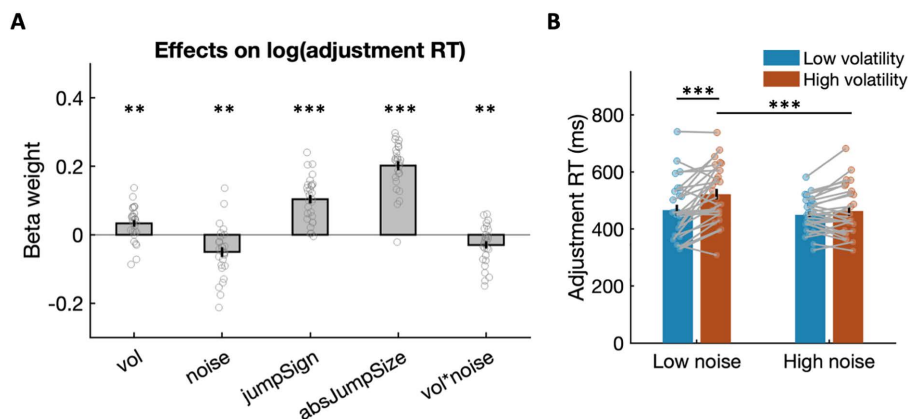 A
Effects on log(adjustment RT)
Beta weight
0.4
0.2
0
-0.2
** ** *** *** **
vol noise jumpSign absJumpSize vol*noise
B
Low volatility
High volatility
Adjustment RT (ms)
800
600
400
200
0
*** ***
Low noise High noise